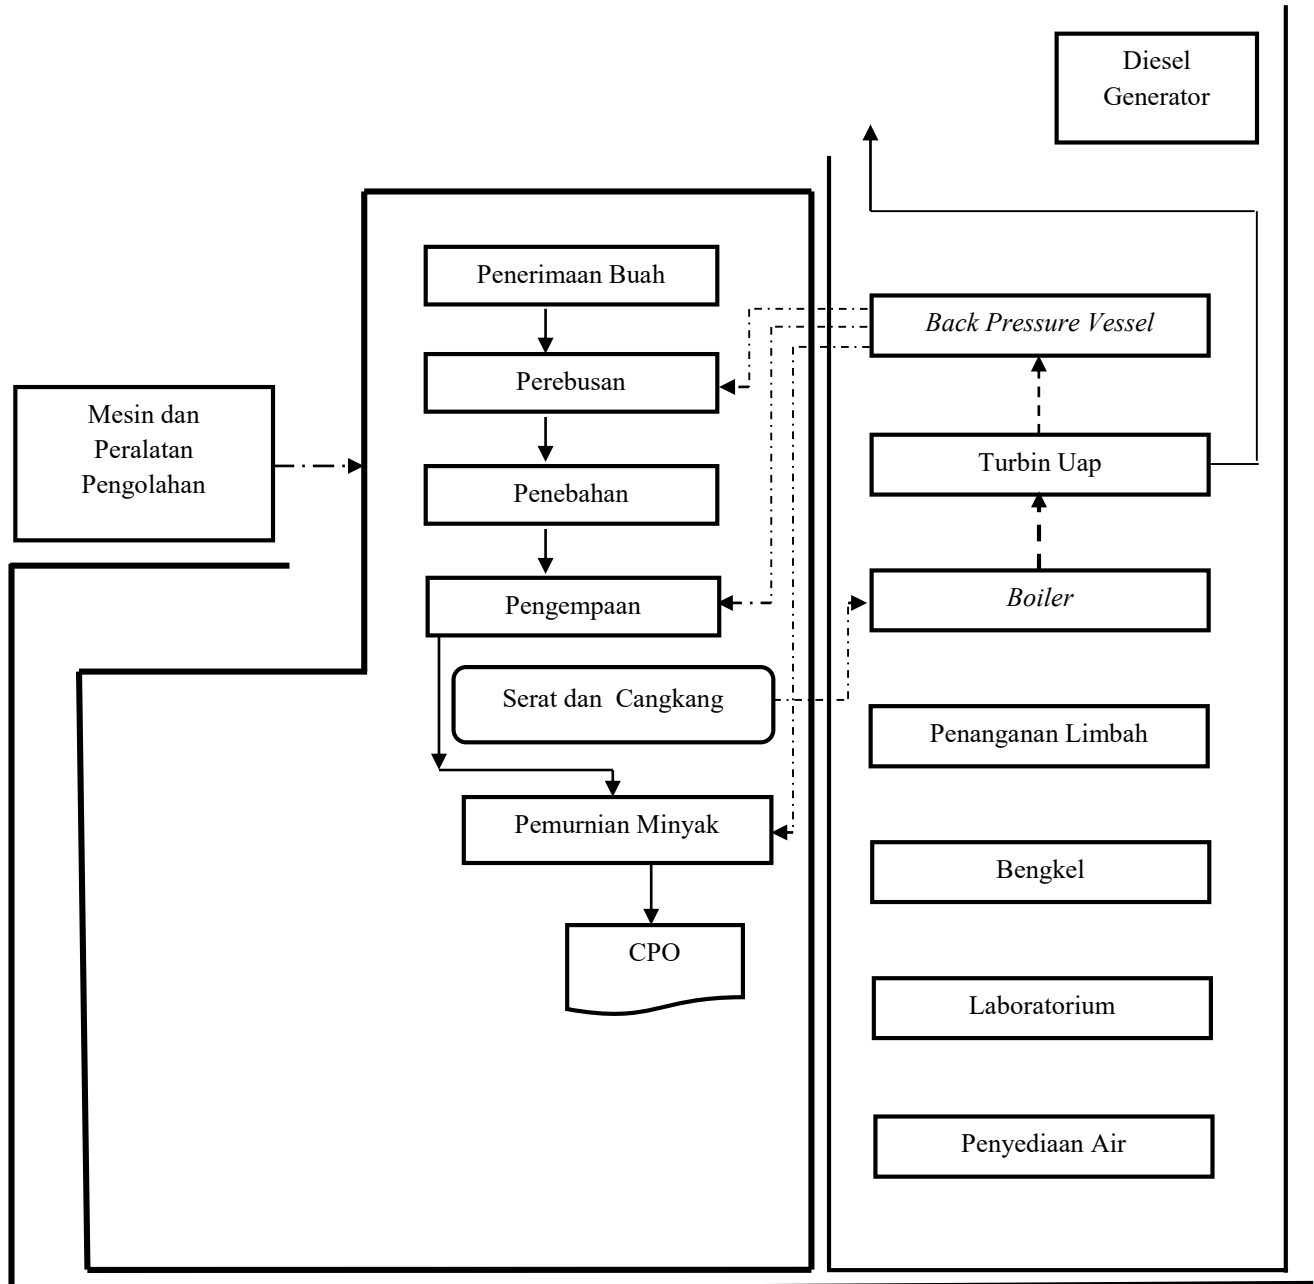 Diesel
Generator
Penerimaan Buah
Back Pressure Vessel
Perebusan
Mesin dan
Peralatan
Pengolahan
Turbin Uap
Penebahan
Pengempaan
Boiler
Serat dan  Cangkang
Penanganan Limbah
Pemurnian Minyak
Bengkel
CPO
Laboratorium
Penyediaan Air